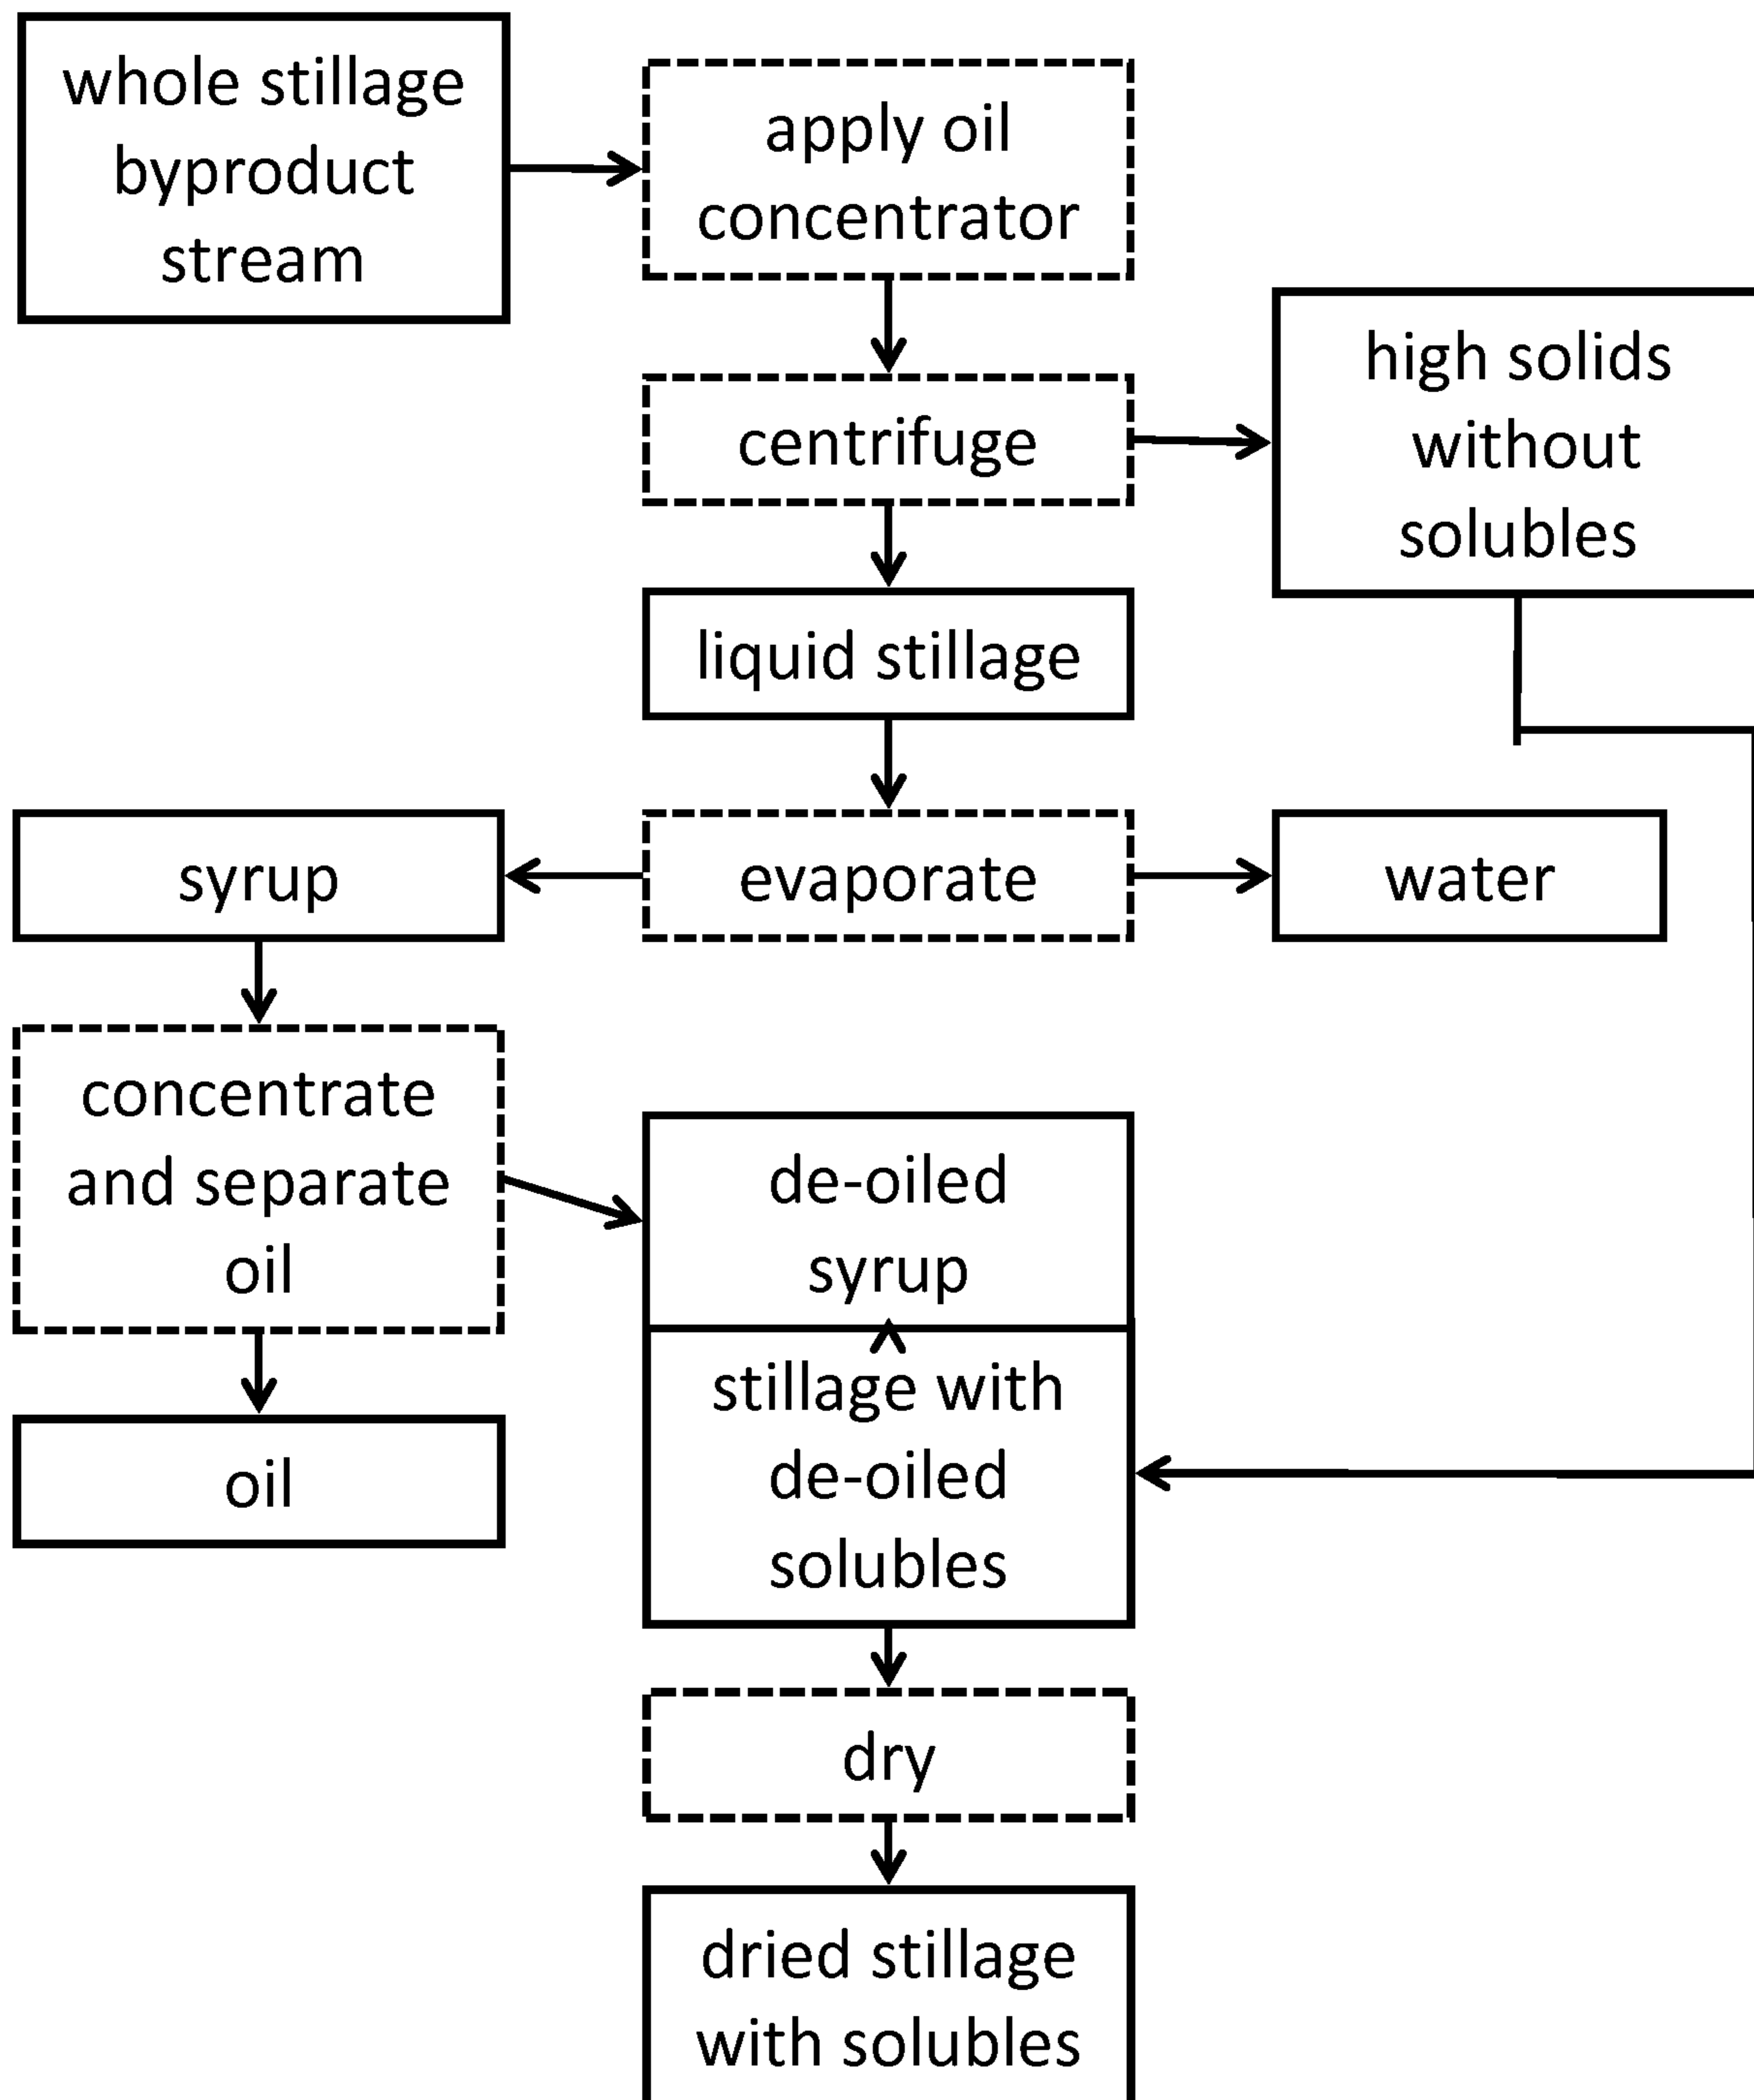 whole stillage
byproduct
stream
apply oil
concentrator
centrifuge
high solids
without
solubles
liquid stillage
syrup
evaporate
water
concentrate
and separate
oil
de-oiled
syrup
stillage with
de-oiled
solubles
oil
dry
dried stillage
with solubles